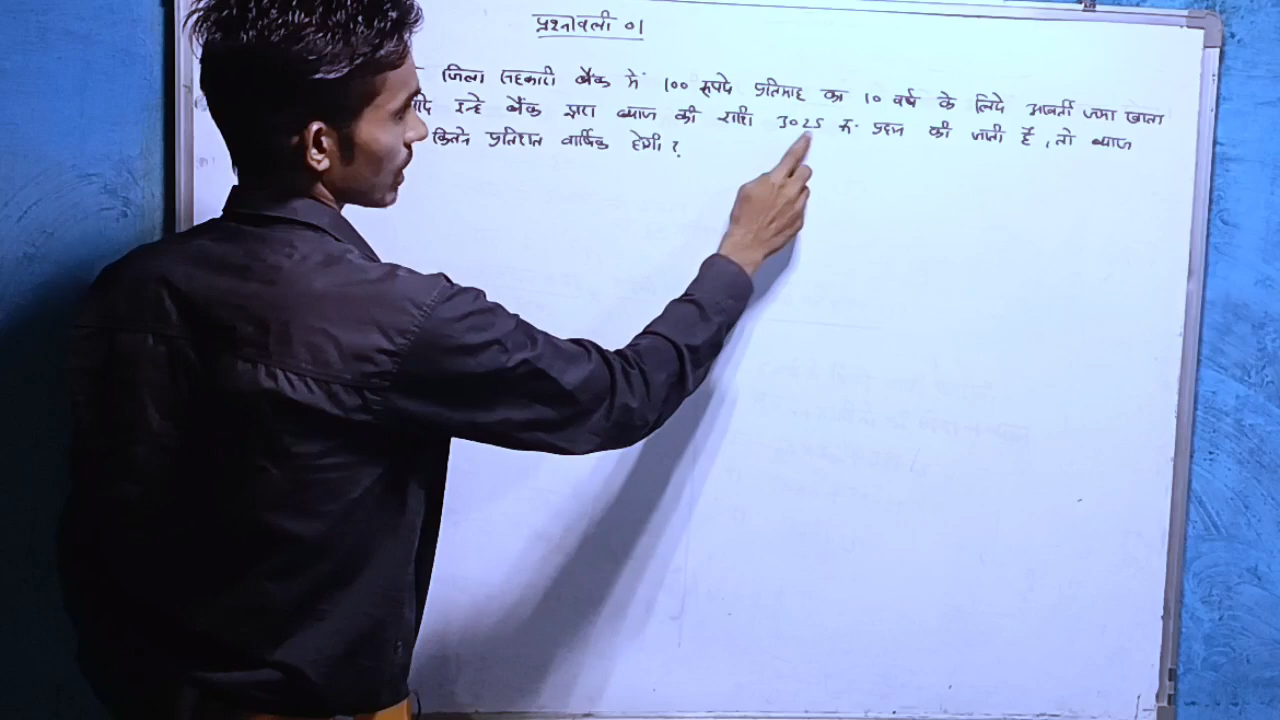 प्रश्नावली 01
जिला सहकारी बैंक में 100 रूपये प्रतिमाह का 10 वर्ष के लिये आवर्ती जमा खाता
इन्हे बैंक द्वारा ब्याज की राशि 3025 रू. प्रदान की जाती है, तो ब्याज
कितने प्रतिशत वार्षिक होगी ?